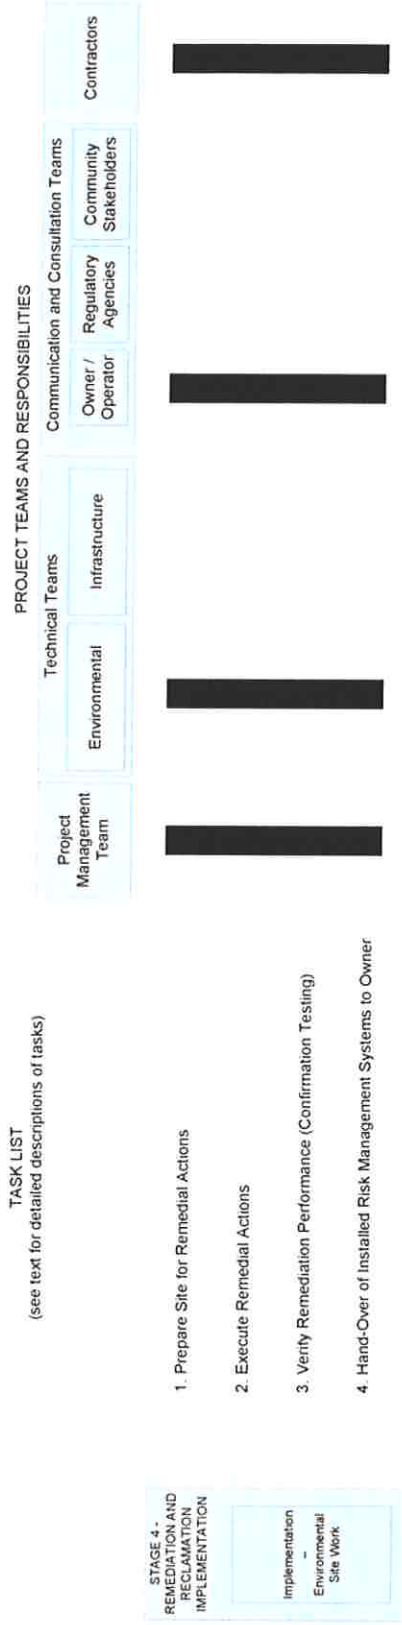 PROJECT TEAMS AND RESPONSIBILITIES
TASK LIST
(see text for detailed descriptions of tasks)
Project
Management
Team
Technical Teams
Environmental
Infrastructure
Communication and Consultation Teams
Owner /
Operator
Regulatory
Agencies
Community
Stakeholders
Contractors
STAGE 4 -
REMEDIATION AND
RECLAMATION
IMPLEMENTATION
Implementation
–
Environmental
Site Work
1. Prepare Site for Remedial Actions
2. Execute Remedial Actions
3. Verify Remediation Performance (Confirmation Testing)
4. Hand-Over of Installed Risk Management Systems to Owner